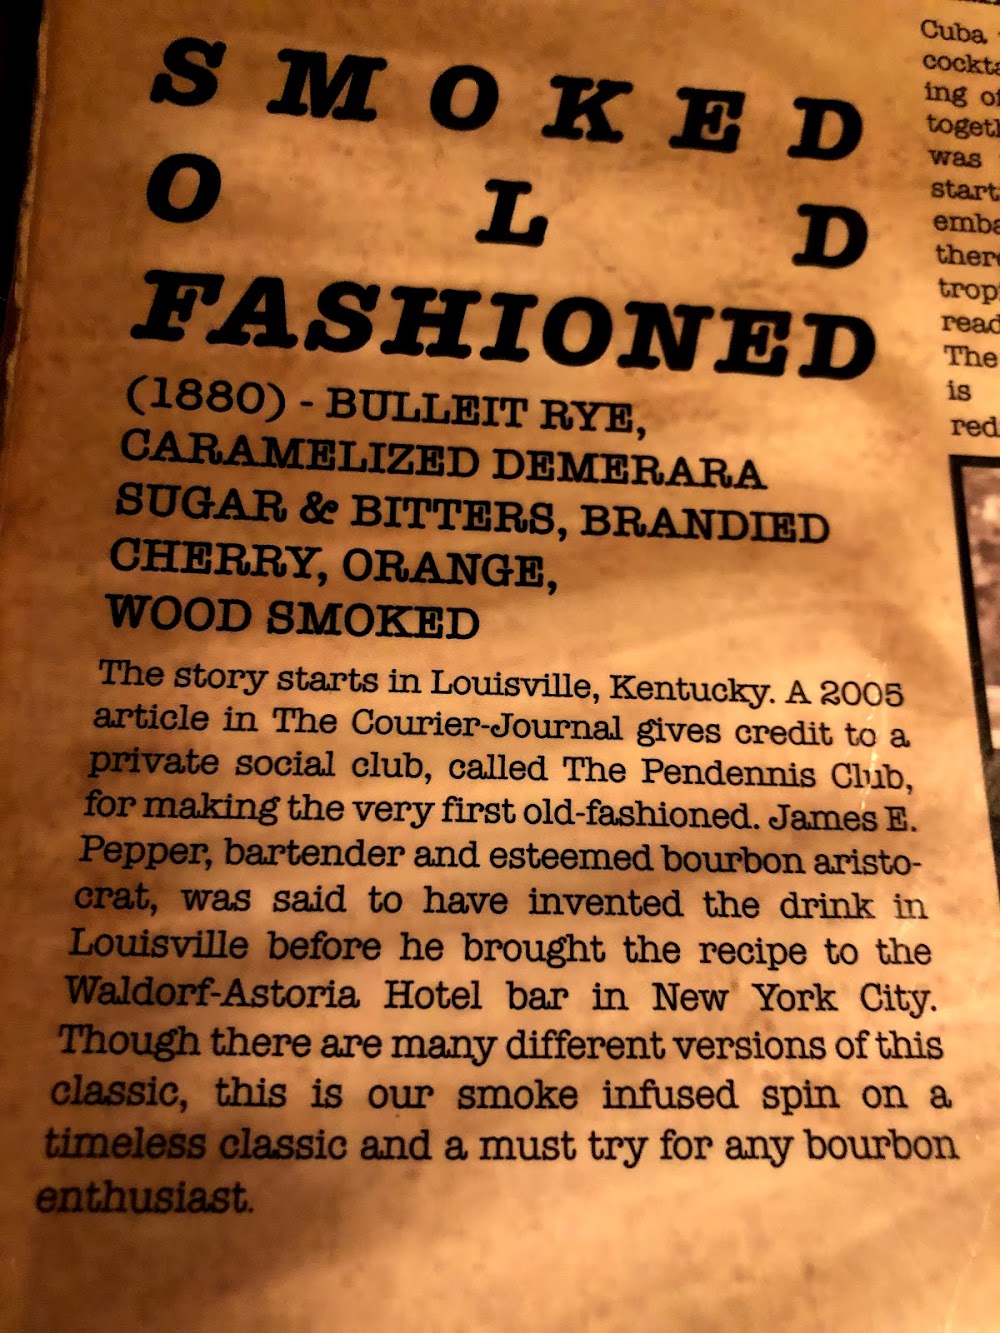 SMOKED
OLD
FASHIONED
(1880) - BULLEIT RYE,
CARAMELIZED DEMERARA
SUGAR & BITTERS, BRANDIED
CHERRY, ORANGE,
WOOD SMOKED
The story starts in Louisville, Kentucky. A 2005
article in The Courier-Journal gives credit to a
private social club, called The Pendennis Club,
for making the very first old-fashioned. James E.
Pepper, bartender and esteemed bourbon aristo-
crat, was said to have invented the drink in
Louisville before he brought the recipe to the
Waldorf-Astoria Hotel bar in New York City.
Though there are many different versions of this
classic, this is our smoke infused spin on a
timeless classic and a must try for any bourbon
enthusiast.
Cuba
ing
was
The
is